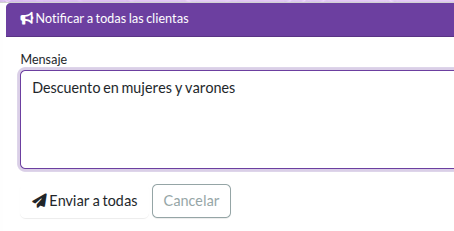 Notificar a todas las clientas
Mensaje
Descuento en mujeres y varones
Enviar a todas
Cancelar